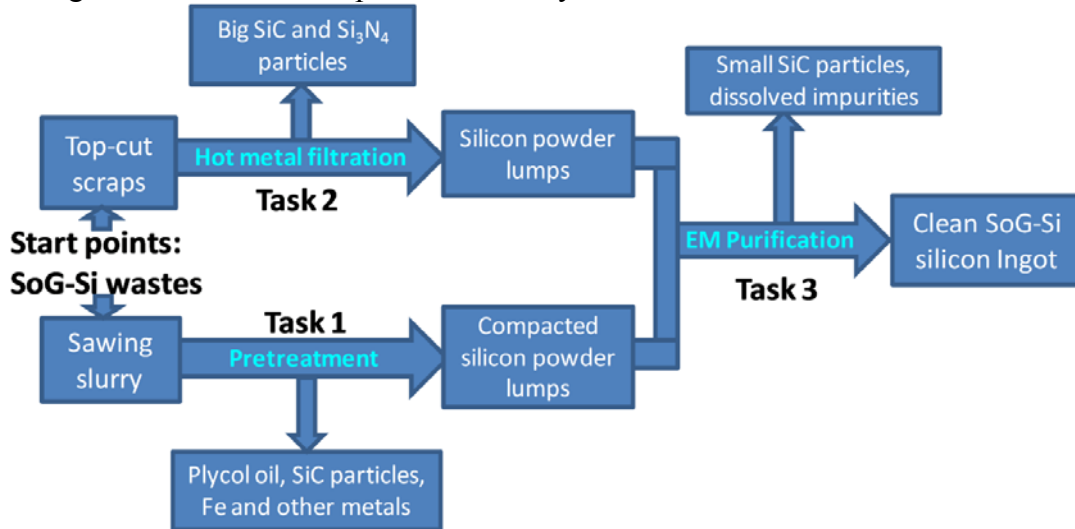 Big SiC and Si₃N₄
particles
Small SiC particles,
dissolved impurities
Top-cut
scraps
Hot metal filtration
Task 2
Silicon powder
lumps
Start points:
SoG-Si wastes
EM Purification
Task 3
Clean SoG-Si
silicon Ingot
Sawing
slurry
Task 1
Pretreatment
Compacted
silicon powder
lumps
Plycol oil, SiC particles,
Fe and other metals